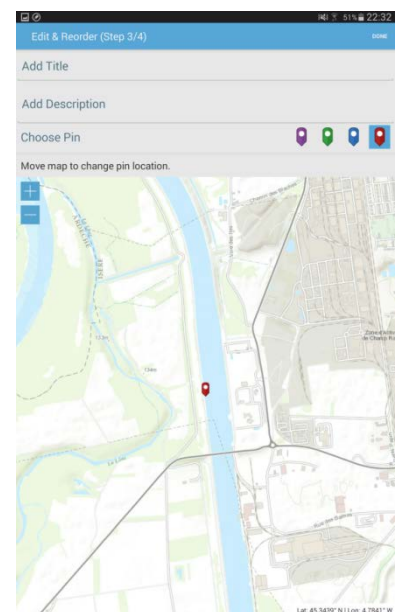 51% 22:32
Edit & Reorder (Step 3/4)
DONE
Add Title
Add Description
Choose Pin
Move map to change pin location.
+
−
Lat: 45.3439° N | Lon: 4.7841° W